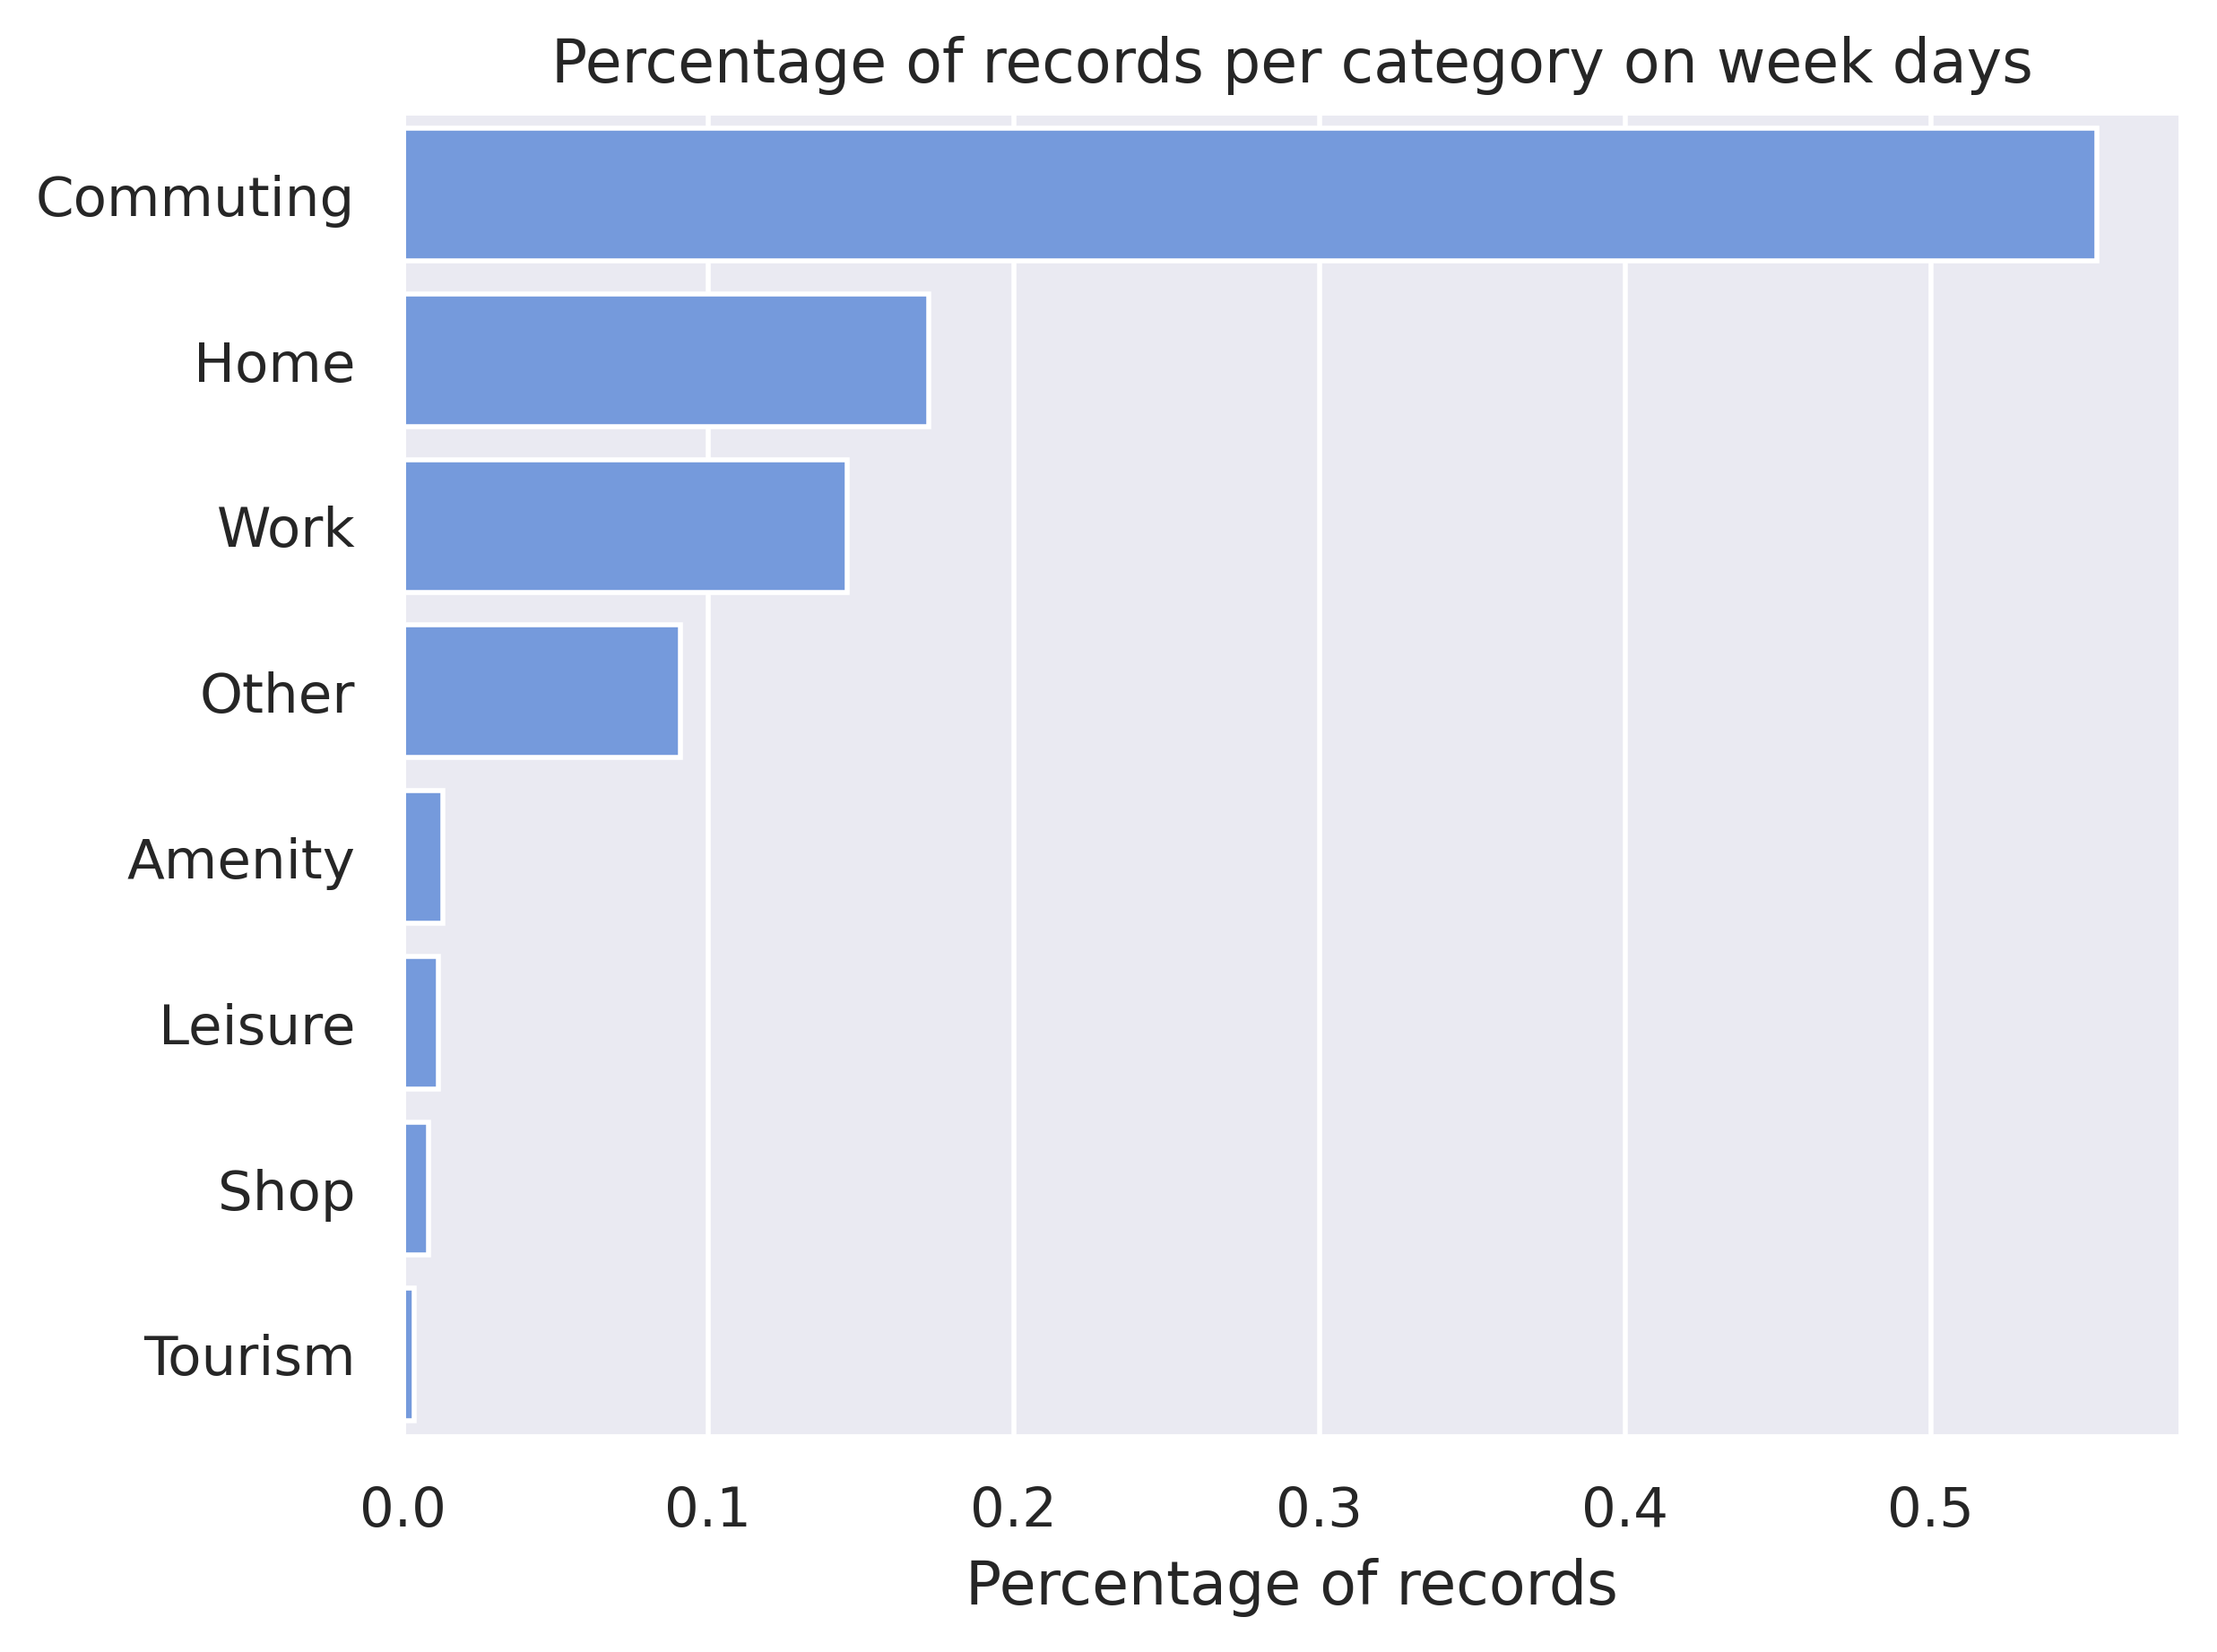 Percentage of records per category on week days
Commuting
Home
Work
Other
Amenity
Leisure
Shop
Tourism
0.0 0.1 0.2 0.3 0.4 0.5
Percentage of records